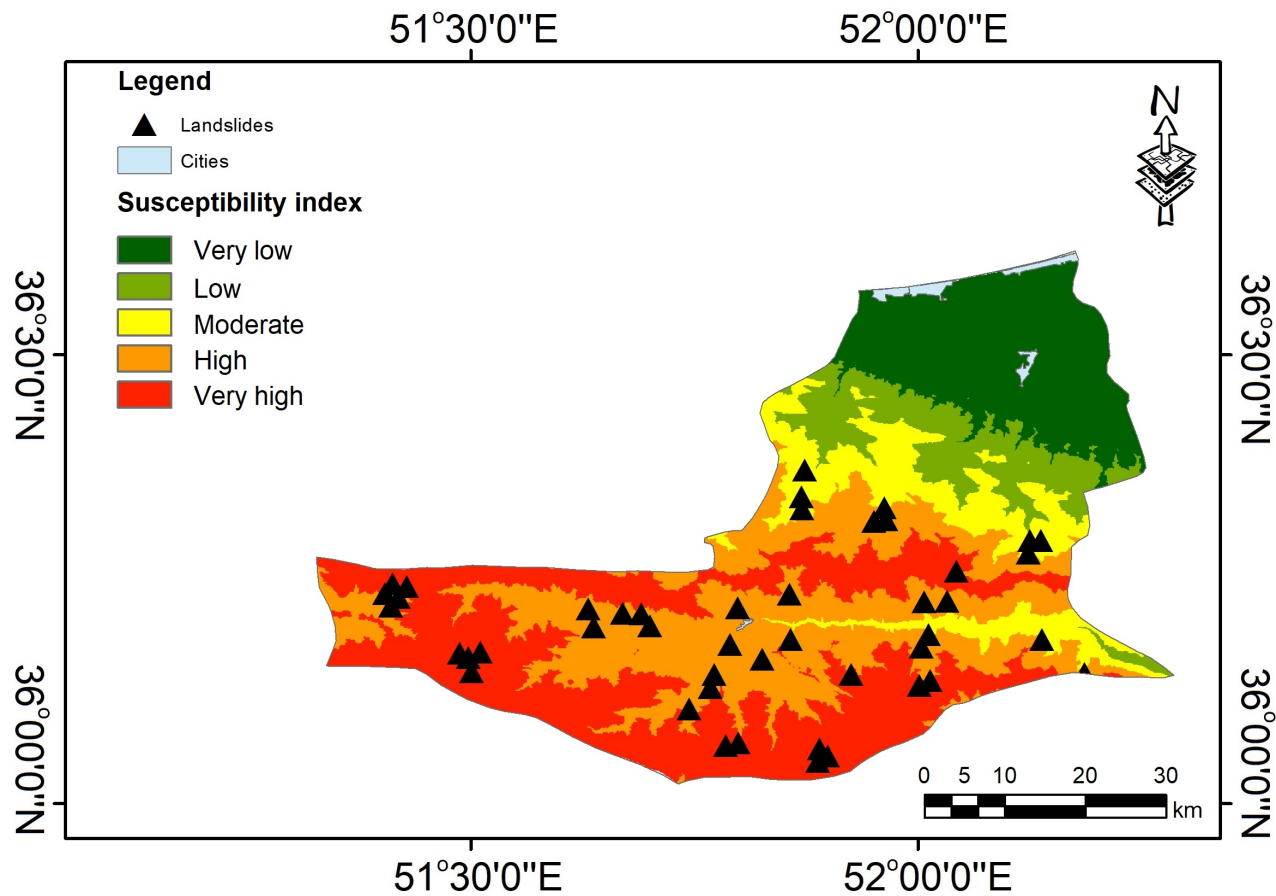 51°30'0"E 52°00'0"E
Legend
Landslides
Cities
Susceptibility index
Very low
Low
Moderate
High
Very high
N
36°30'0"N
36°30'0"N
36°00'0"N
36°00'0"N
0 5 10 20 30
km
51°30'0"E 52°00'0"E